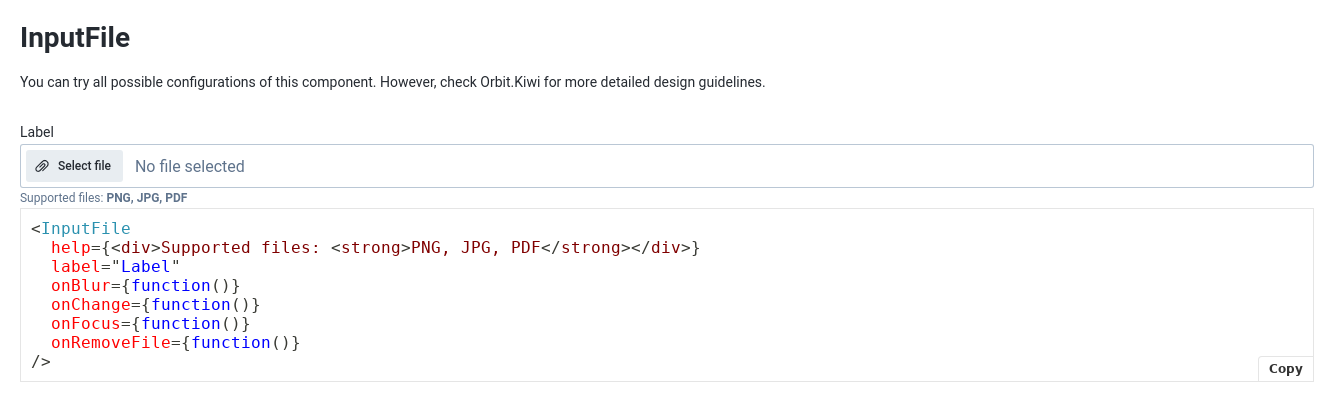 InputFile
You can try all possible configurations of this component. However, check Orbit.Kiwi for more detailed design guidelines.
Label
Select file No file selected
Supported files: PNG, JPG, PDF
<InputFile
  help={<div>Supported files: <strong>PNG, JPG, PDF</strong></div>}
  label="Label"
  onBlur={function()}
  onChange={function()}
  onFocus={function()}
  onRemoveFile={function()}
/>
Copy